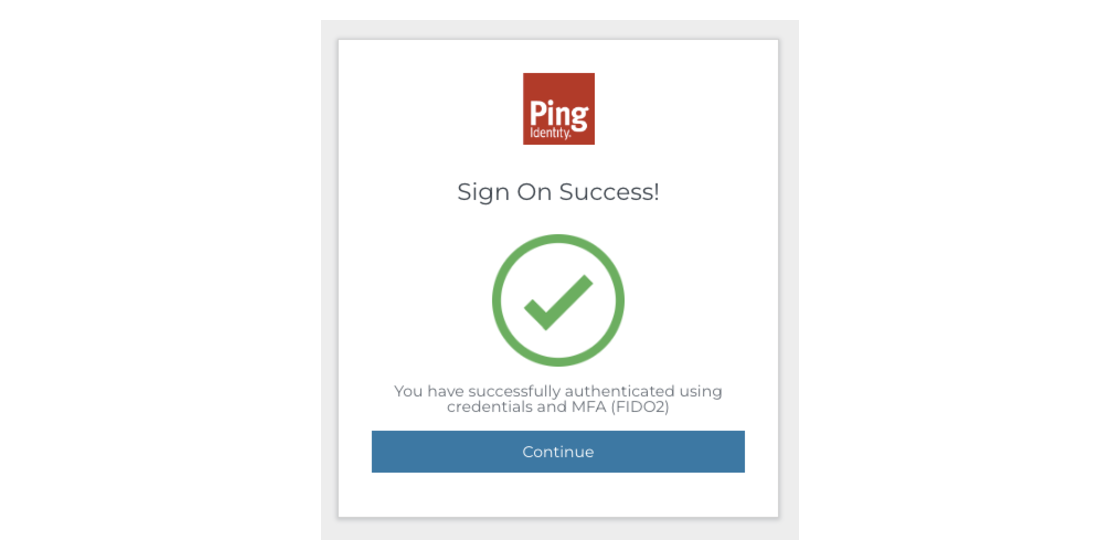 Ping
Identity.
Sign On Success!
You have successfully authenticated using
credentials and MFA (FIDO2)
Continue